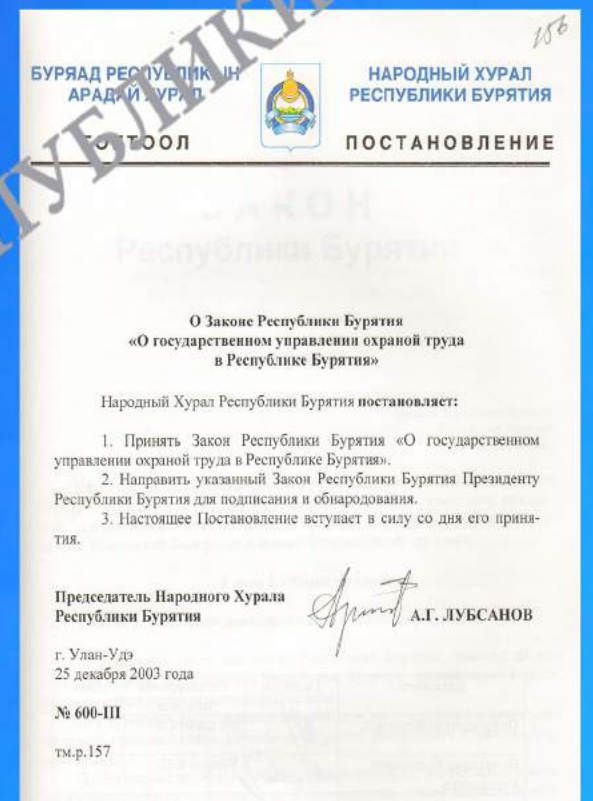 156
БУРЯАД РЕСПУБЛИКЫН
АРАДАЙ ХУРАЛ
ТОГТООЛ
НАРОДНЫЙ ХУРАЛ
РЕСПУБЛИКИ БУРЯТИЯ
ПОСТАНОВЛЕНИЕ
ЗАКОН
Республики Бурятия
О Законе Республики Бурятия
«О государственном управлении охраной труда
в Республике Бурятия»
Народный Хурал Республики Бурятия постановляет:
1. Принять Закон Республики Бурятия «О государственном
управлении охраной труда в Республике Бурятия».
2. Направить указанный Закон Республики Бурятия Президенту
Республики Бурятия для подписания и обнародования.
3. Настоящее Постановление вступает в силу со дня его приня-
тия.
Председатель Народного Хурала
Республики Бурятия
А.Г. ЛУБСАНОВ
г. Улан-Удэ
25 декабря 2003 года
№ 600-III
тм.р.157